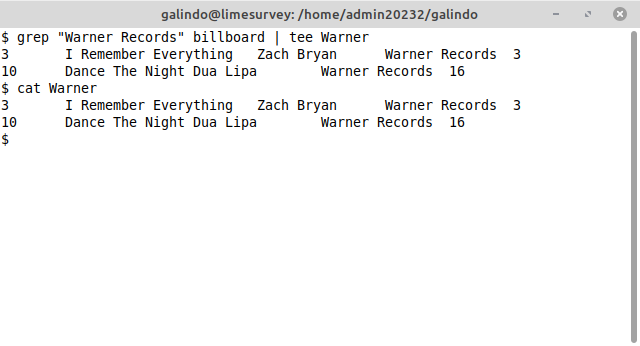 galindo@limesurvey: /home/admin20232/galindo
$ grep "Warner Records" billboard | tee Warner
3       I Remember Everything   Zach Bryan      Warner Records  3
10      Dance The Night Dua Lipa        Warner Records  16
$ cat Warner
3       I Remember Everything   Zach Bryan      Warner Records  3
10      Dance The Night Dua Lipa        Warner Records  16
$